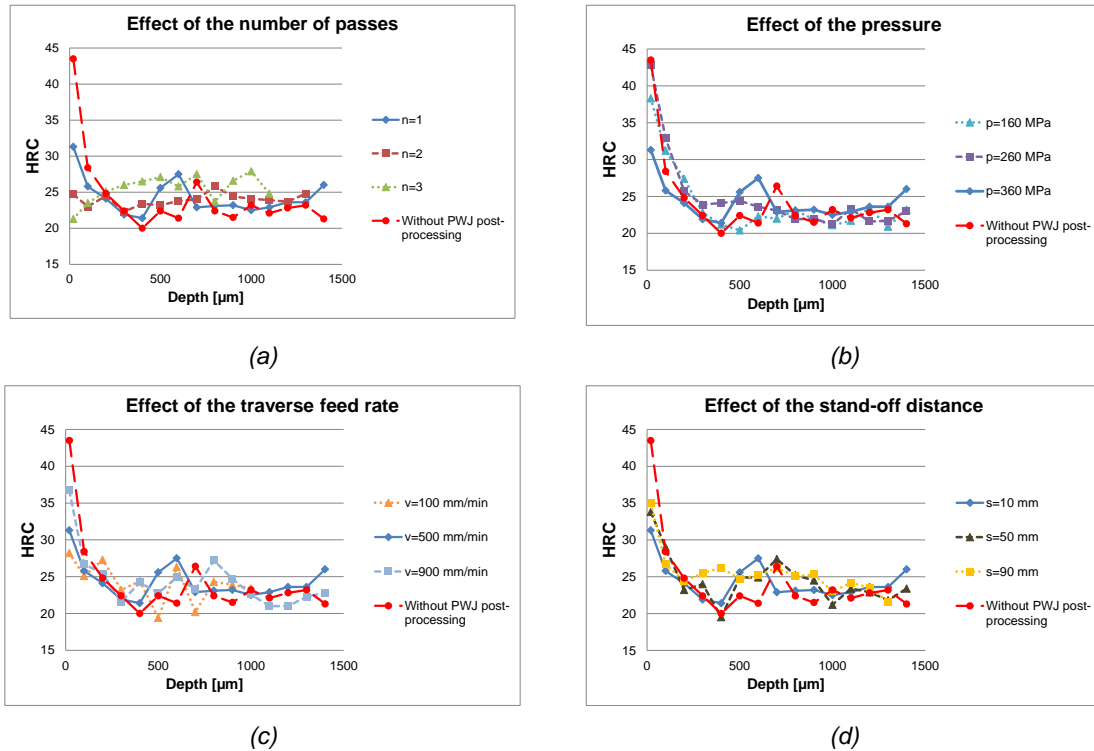 Effect of the number of passes
45
40
35
30
25
20
15
HRC
0
500
1000
1500
Depth [µm]
n=1
n=2
n=3
Without PWJ post-
processing
(a)
Effect of the pressure
45
40
35
30
25
20
15
HRC
0
500
1000
1500
Depth [µm]
p=160 MPa
p=260 MPa
p=360 MPa
Without PWJ post-
processing
(b)
Effect of the traverse feed rate
45
40
35
30
25
20
15
HRC
0
500
1000
1500
Depth [µm]
v=100 mm/min
v=500 mm/min
v=900 mm/min
Without PWJ post-
processing
(c)
Effect of the stand-off distance
45
40
35
30
25
20
15
HRC
0
500
1000
1500
Depth [µm]
s=10 mm
s=50 mm
s=90 mm
Without PWJ post-
processing
(d)